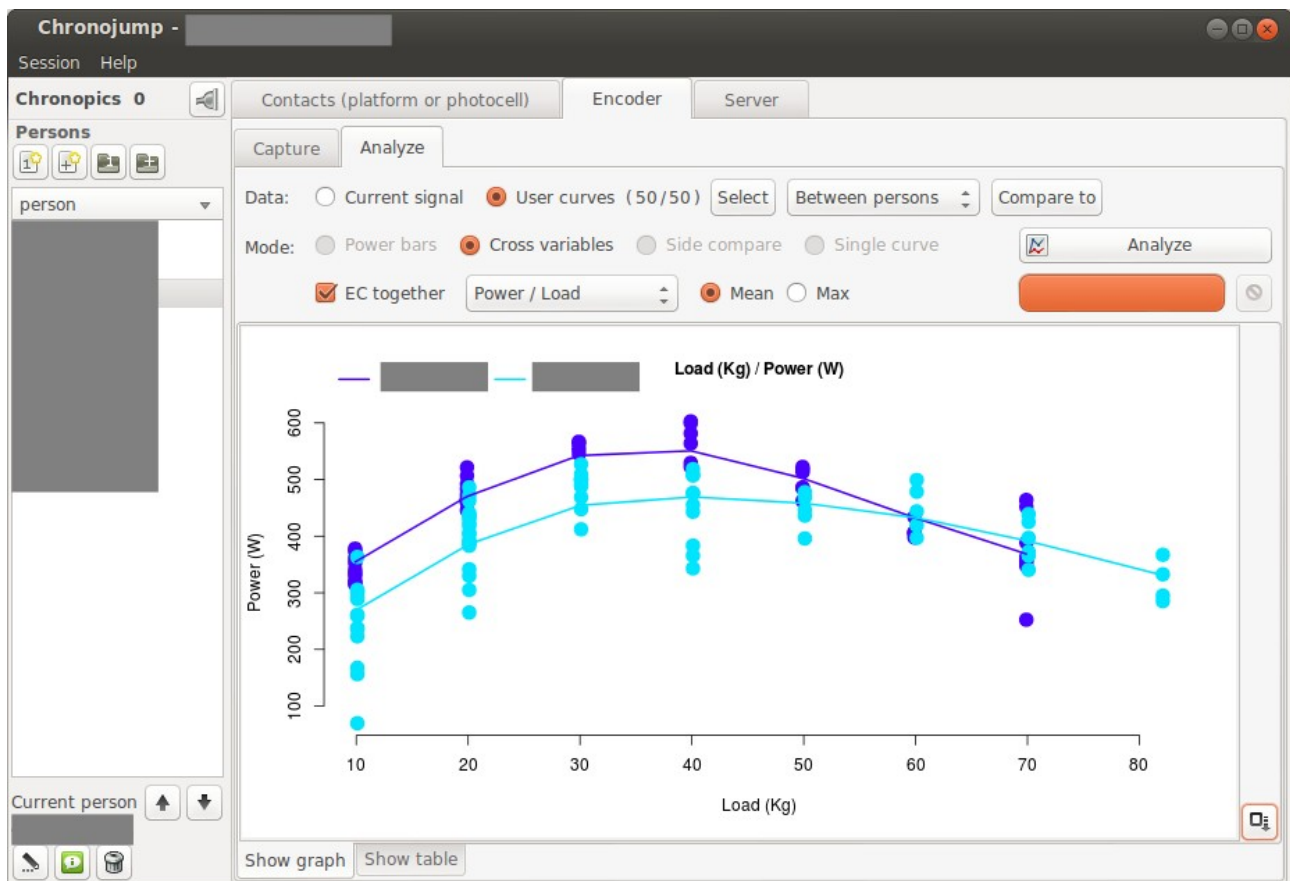 Chronojump -
Session Help
Chronopics 0
Persons
person
Current person
Contacts (platform or photocell) Encoder Server
Capture Analyze
Data: Current signal User curves (50/50) Select Between persons Compare to
Mode: Power bars Cross variables Side compare Single curve Analyze
EC together Power / Load Mean Max
Load (Kg) / Power (W)
Power (W)
600
500
400
300
200
100
10 20 30 40 50 60 70 80
Load (Kg)
Show graph Show table